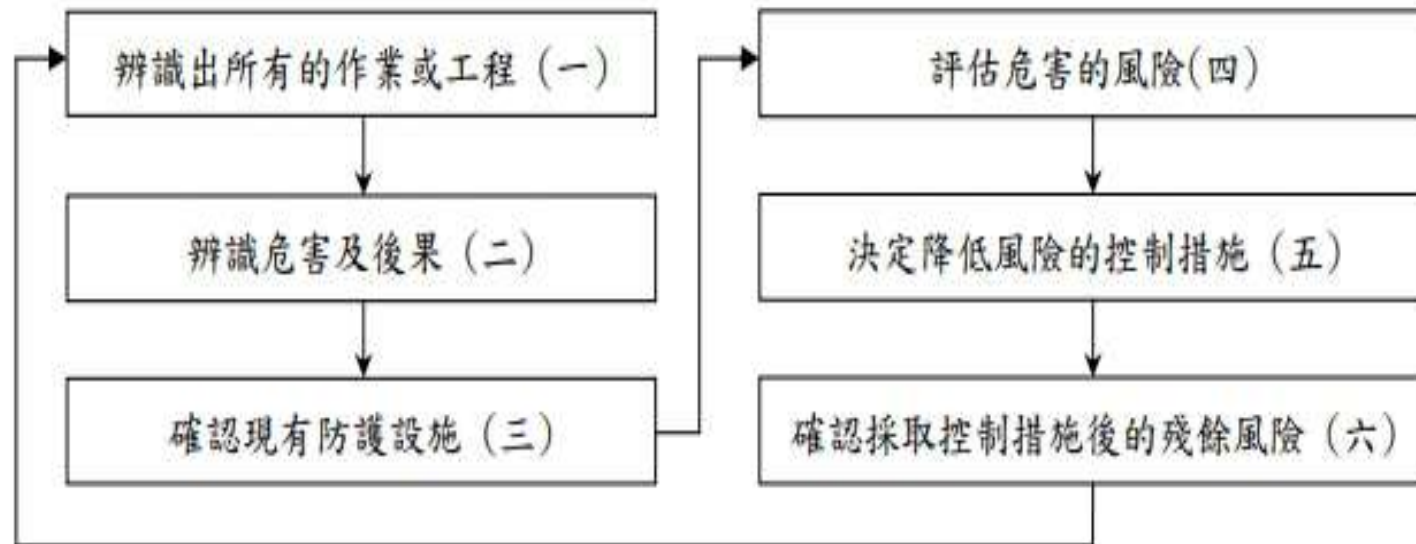 辨識出所有的作業或工程（一）
辨識危害及後果（二）
確認現有防護設施（三）
評估危害的風險(四)
決定降低風險的控制措施（五）
確認採取控制措施後的殘餘風險（六）